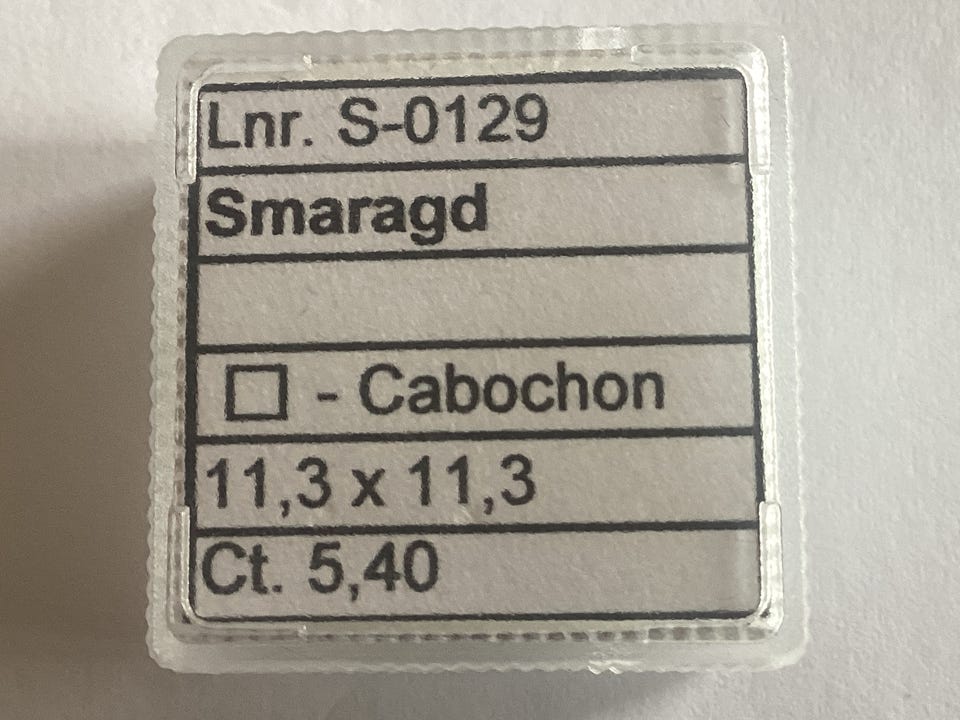 Lnr. S-0129
Smaragd
□ - Cabochon
11,3 x 11,3
Ct. 5,40